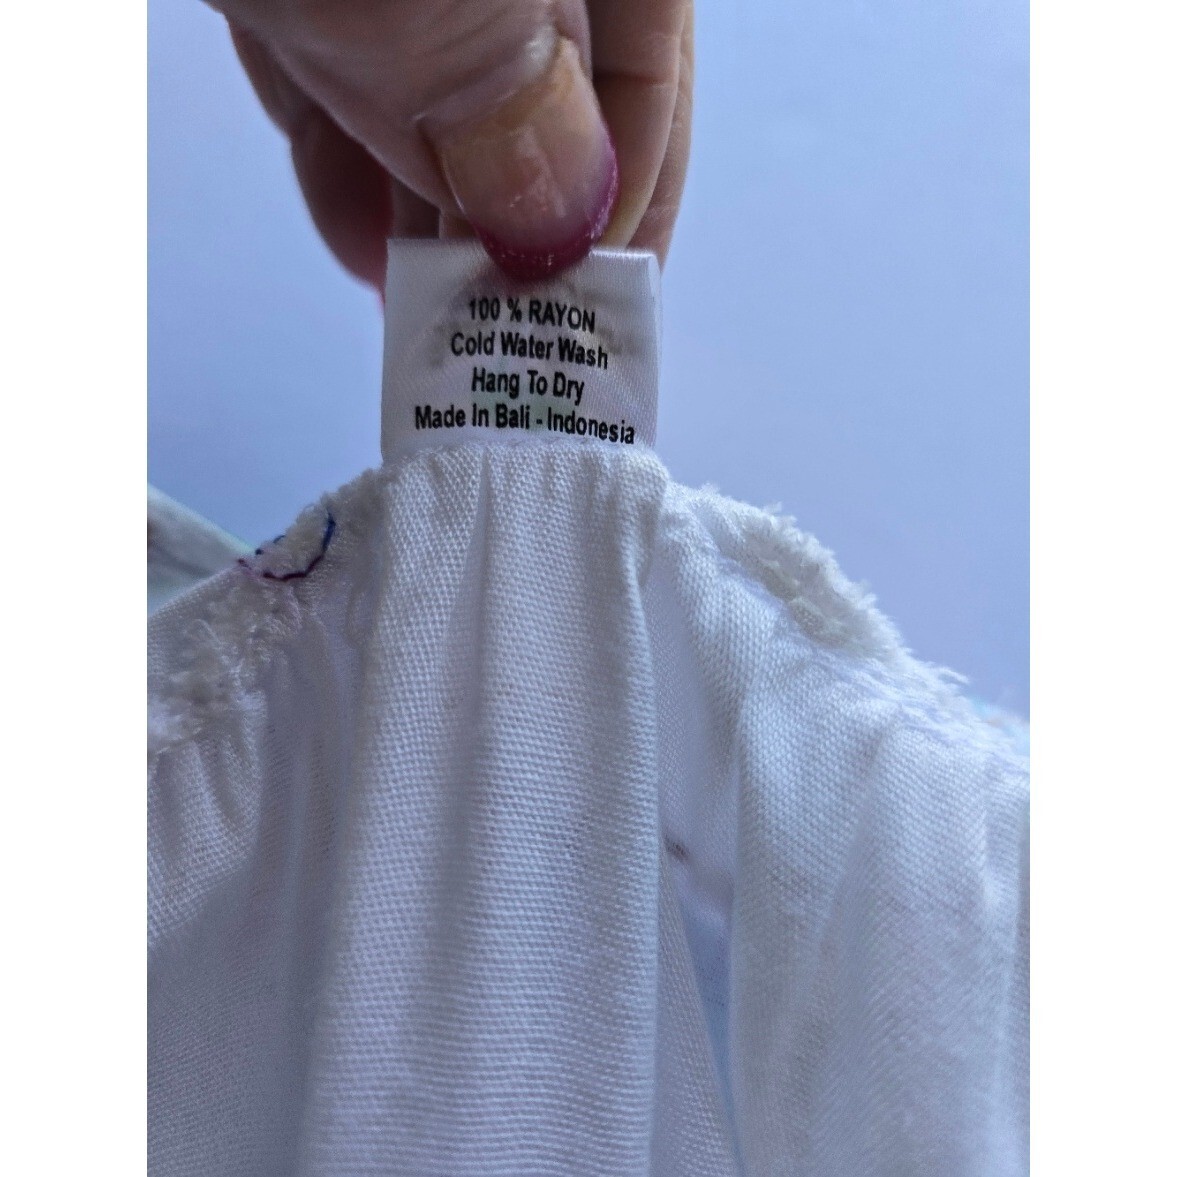 100 % RAYON
Cold Water Wash
Hang To Dry
Made In Bali - Indonesia